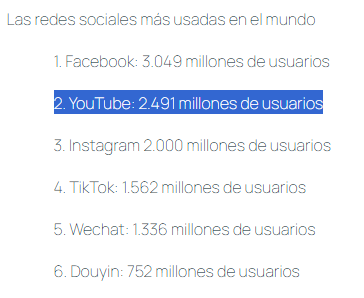 Las redes sociales más usadas en el mundo
1. Facebook: 3.049 millones de usuarios
2. YouTube: 2.491 millones de usuarios
3. Instagram 2.000 millones de usuarios
4. TikTok: 1.562 millones de usuarios
5. Wechat: 1.336 millones de usuarios
6. Douyin: 752 millones de usuarios